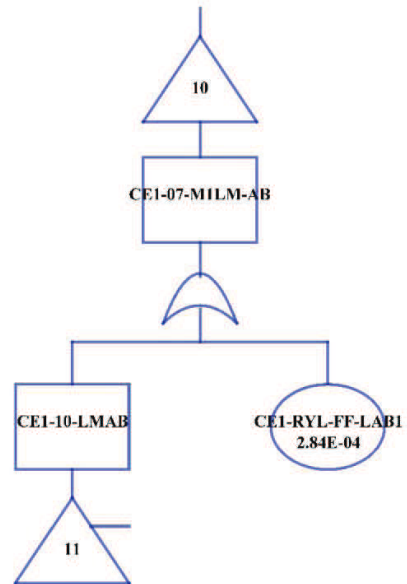 10
CE1-07-M1LM-AB
CE1-10-LMAB
CE1-RYL-FF-LAB1
2.84E-04
11